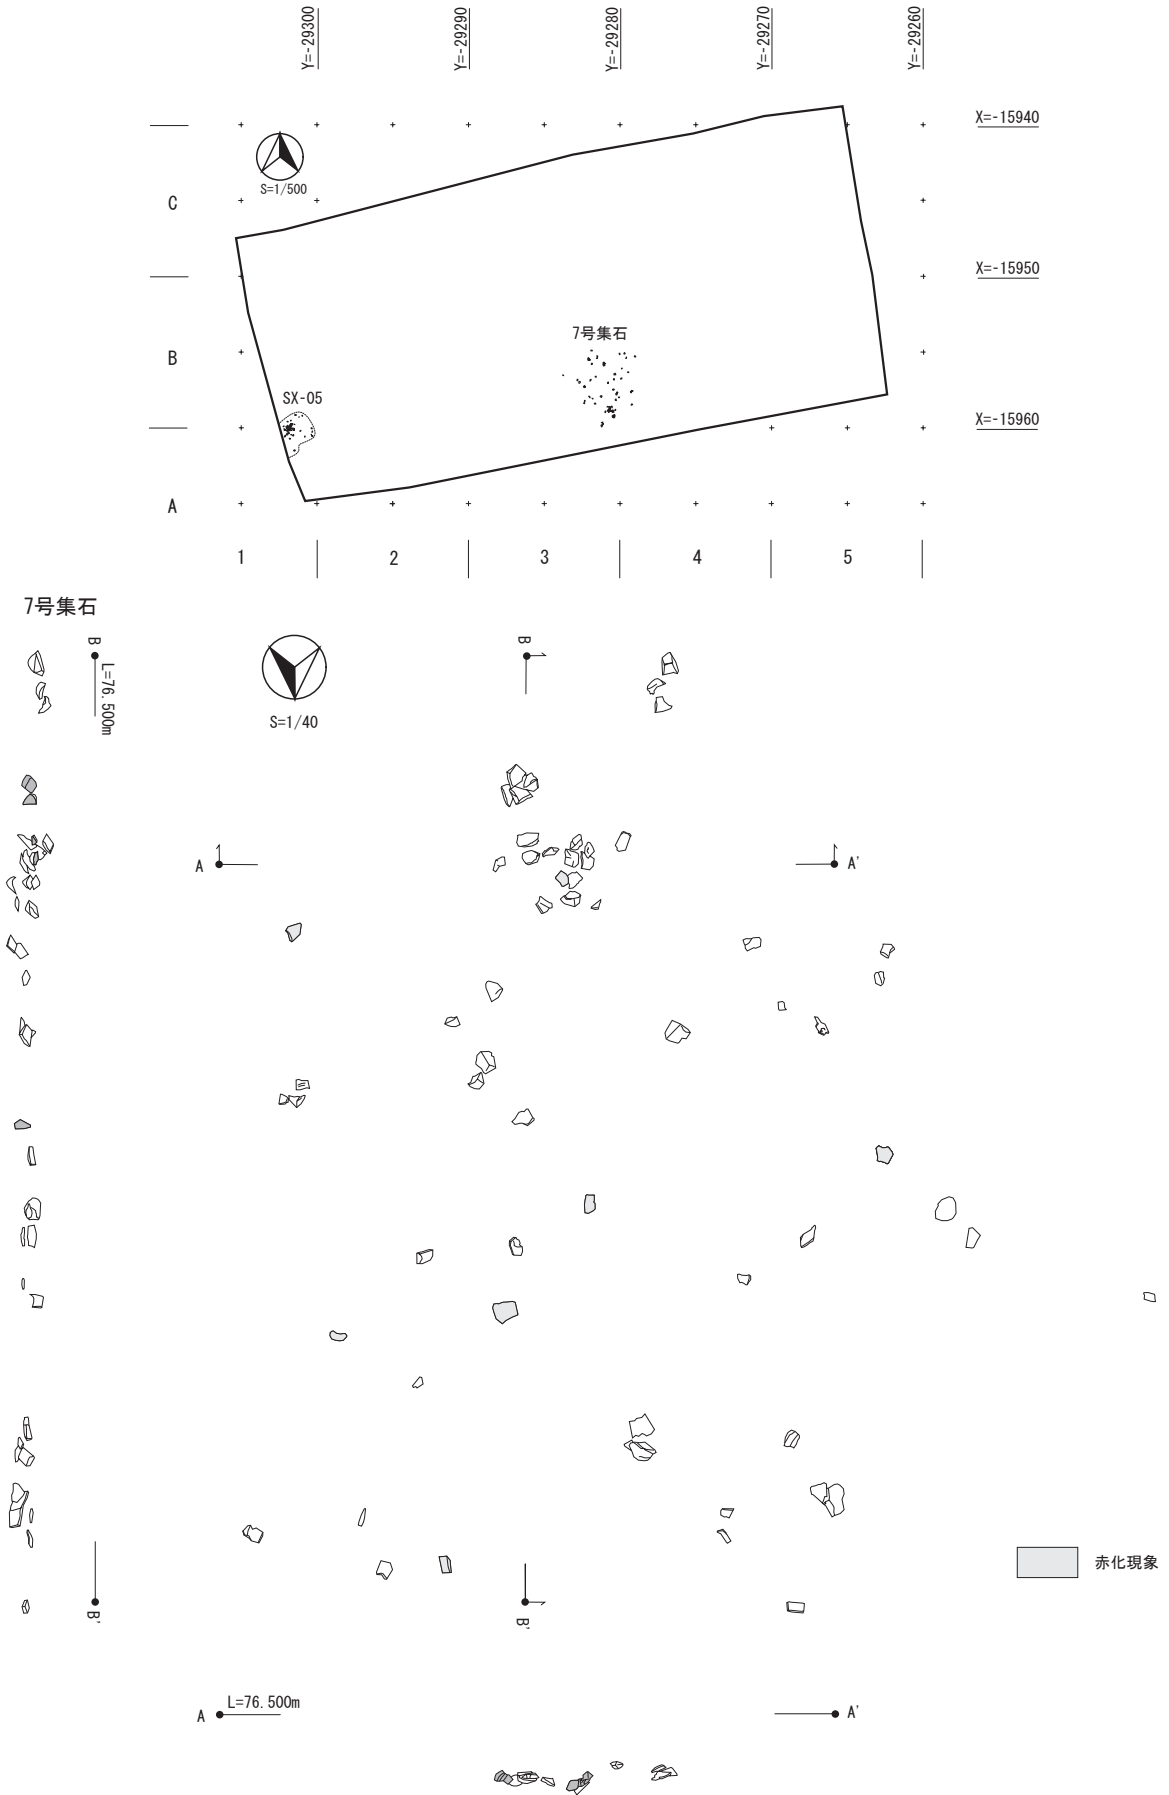 Y=-29300
Y=-29290
Y=-29280
Y=-29270
Y=-29260
X=-15940
S=1/500
C
X=-15950
7号集石
B
SX-05
X=-15960
A
1
2
3
4
5
7号集石
B
L=76.500m
S=1/40
B
A
A'
赤化現象
B'
B'
A
L=76.500m
A'